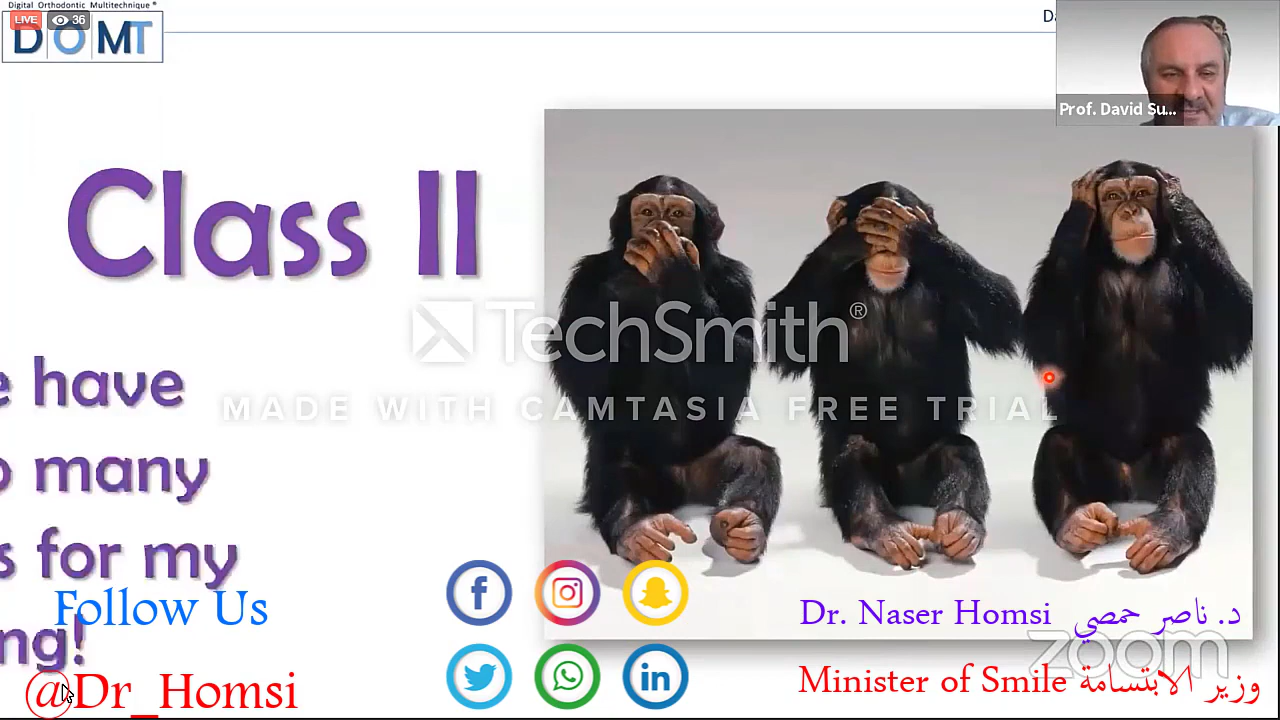 Digital Orthodontic Multitechnique®
LIVE 36
DOMT
Prof. David Su...
Class II
have
many
for my
TechSmith®
MADE WITH CAMTASIA FREE TRIAL
Follow Us
Dr. Naser Homsi د. ناصر حمصي
zoom
@Dr_Homsi
Minister of Smile وزير الابتسامة